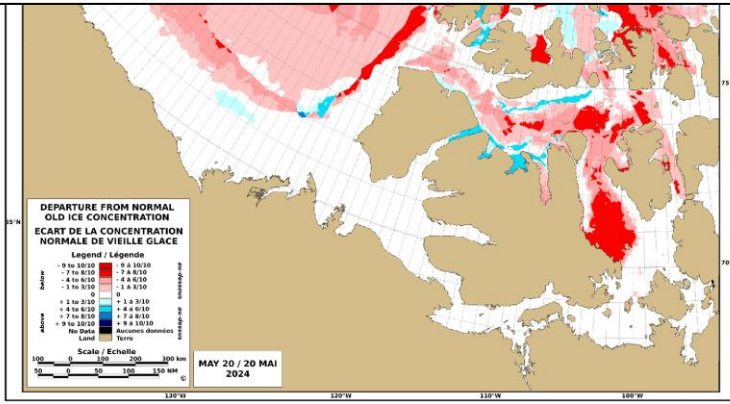 75°
65°N
70°
DEPARTURE FROM NORMAL
OLD ICE CONCENTRATION
ECART DE LA CONCENTRATION
NORMALE DE VIEILLE GLACE
Legend / Légende
below
- 9 to 10/10 - 9 à 10/10
- 7 to 8/10 - 7 à 8/10
- 4 to 6/10 - 4 à 6/10
- 1 to 3/10 - 1 à 3/10
0 0
above
+ 1 to 3/10 + 1 à 3/10
+ 4 to 6/10 + 4 à 6/10
+ 7 to 8/10 + 7 à 8/10
+ 9 to 10/10 + 9 à 10/10
No Data Aucunes données
Land Terre
Scale / Echelle
100 0 100 200 300 km
50 0 50 100 150 NM
©
MAY 20 / 20 MAI
2024
130°W 120°W 110°W 100°W